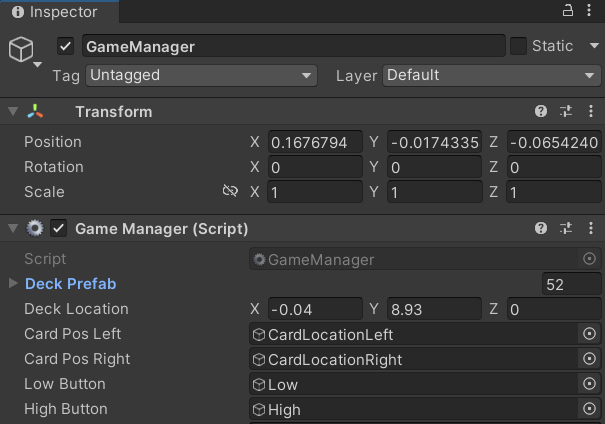 Inspector
GameManager Static
Tag Untagged Layer Default
Transform
Position X 0.1676794 Y -0.0174335 Z -0.0654240
Rotation X 0 Y 0 Z 0
Scale X 1 Y 1 Z 1
Game Manager (Script)
Script GameManager
Deck Prefab 52
Deck Location X -0.04 Y 8.93 Z 0
Card Pos Left CardLocationLeft
Card Pos Right CardLocationRight
Low Button Low
High Button High